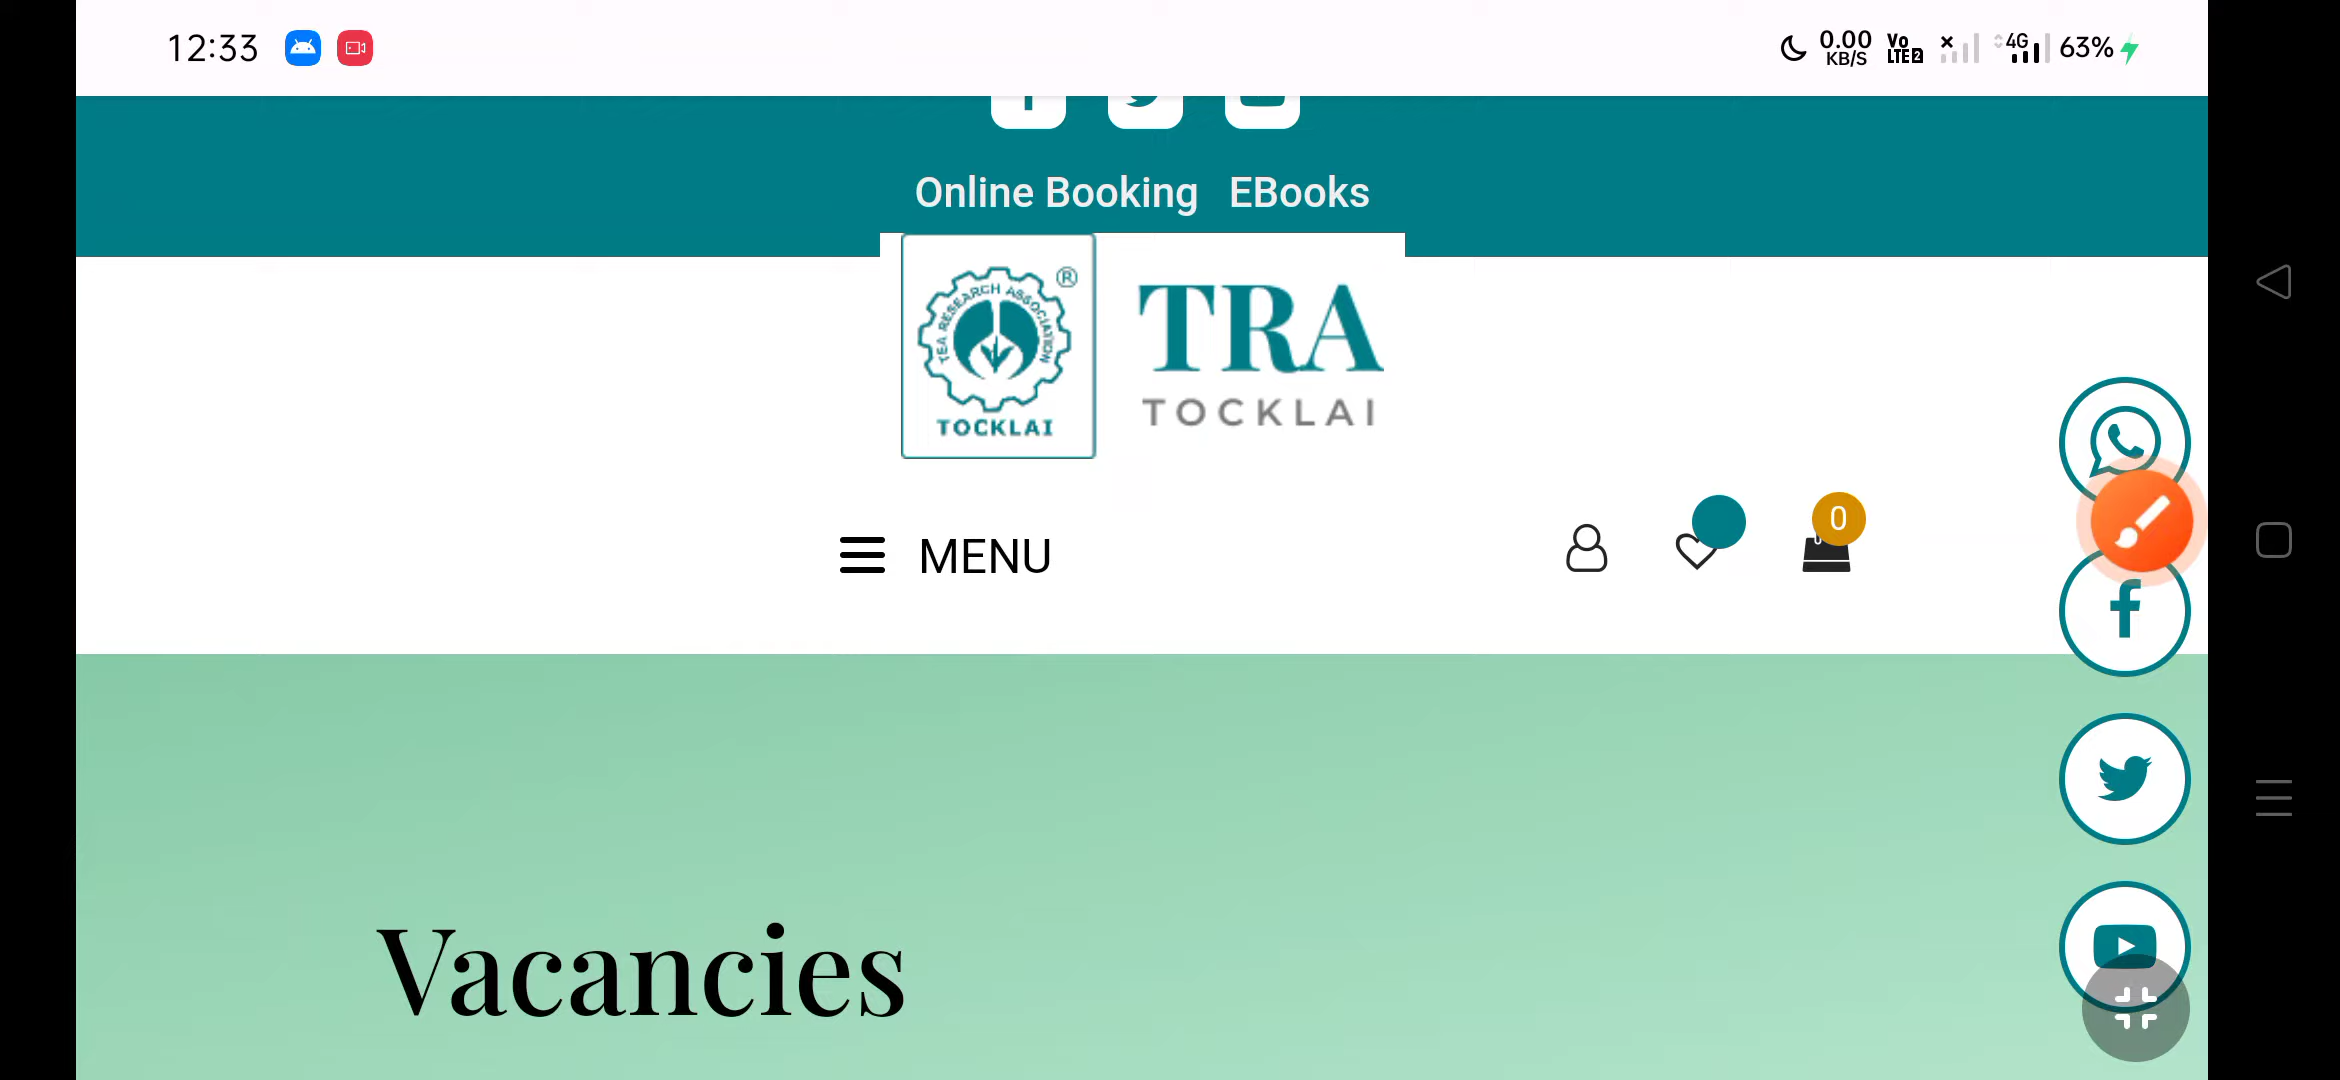 12:33
0.00 KB/S
Vo LTE2
4G
63%
Online Booking EBooks
TEA RESEARCH ASSOCIATION
®
TOCKLAI
TRA
TOCKLAI
MENU
0
Vacancies